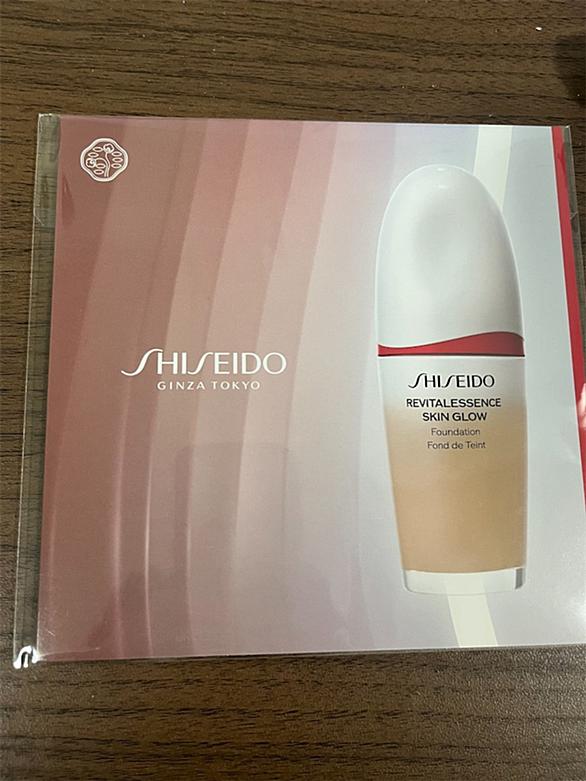 SHISEIDO
GINZA TOKYO
SHISEIDO
REVITALESSENCE
SKIN GLOW
Foundation
Fond de Teint